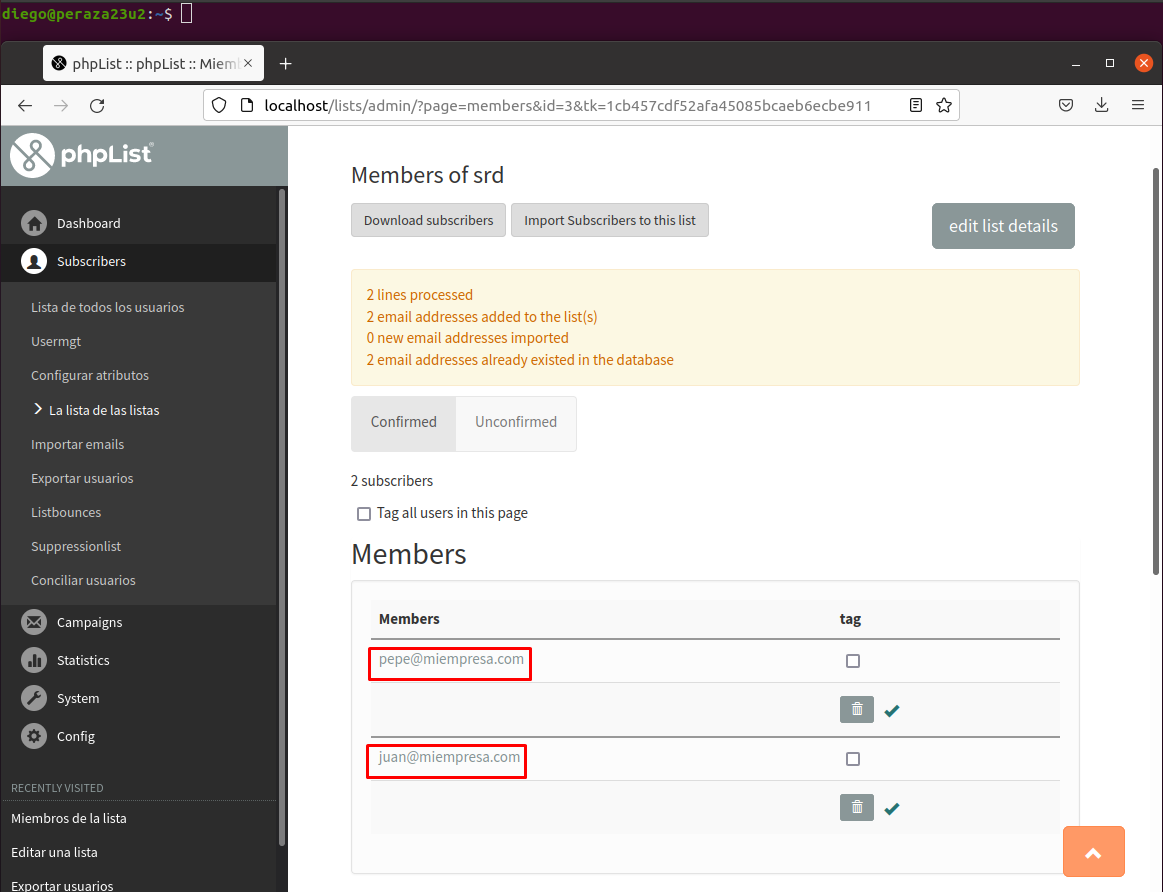 diego@peraza23u2:~$
phpList :: phpList :: Miem
localhost/lists/admin/?page=members&id=3&tk=1cb457cdf52afa45085bcaeb6ecbe911
phpList
Dashboard
Subscribers
Lista de todos los usuarios
Usermgt
Configurar atributos
La lista de las listas
Importar emails
Exportar usuarios
Listbounces
Suppressionlist
Conciliar usuarios
Campaigns
Statistics
System
Config
RECENTLY VISITED
Miembros de la lista
Editar una lista
Exportar usuarios
Members of srd
Download subscribers Import Subscribers to this list
edit list details
2 lines processed
2 email addresses added to the list(s)
0 new email addresses imported
2 email addresses already existed in the database
Confirmed Unconfirmed
2 subscribers
Tag all users in this page
Members
Members tag
pepe@miempresa.com
juan@miempresa.com